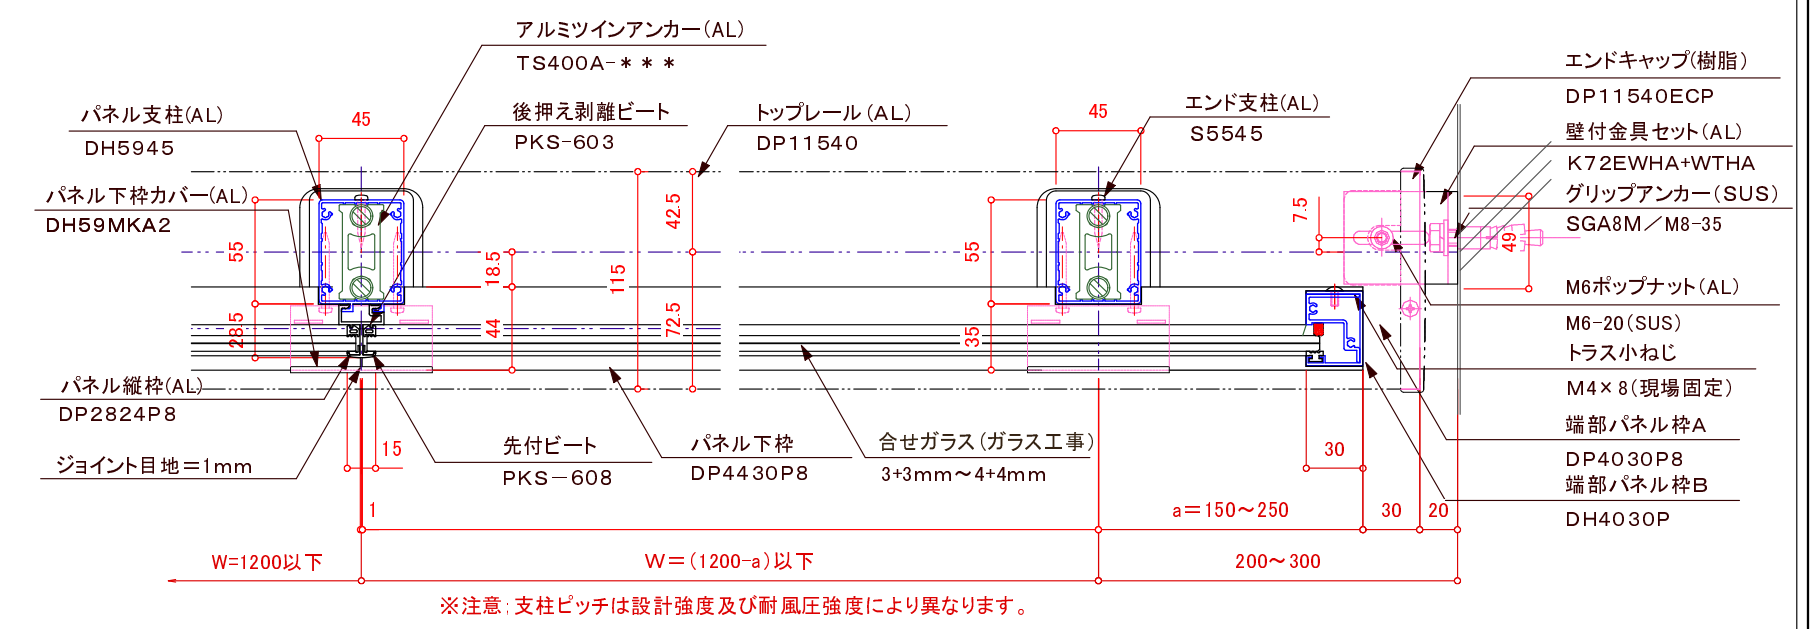 アルミツインアンカー(AL)
TS400A-＊＊＊
パネル支柱(AL)
DH5945
45
後押え剥離ビート
PKS-603
トップレール(AL)
DP11540
45
エンド支柱(AL)
S5545
エンドキャップ(樹脂)
DP11540ECP
壁付金具セット(AL)
K72EWHA+WTHA
グリップアンカー(SUS)
SGA8M／M8-35
パネル下枠カバー(AL)
DH59MKA2
55
28.5
18.5
44
115
42.5
72.5
55
35
7.5
49
M6ポップナット(AL)
M6-20(SUS)
トラス小ねじ
M4×8(現場固定)
端部パネル枠A
DP4030P8
端部パネル枠B
DH4030P
パネル縦枠(AL)
DP2824P8
ジョイント目地=1mm
15
先付ビート
PKS-608
パネル下枠
DP4430P8
合せガラス(ガラス工事)
3+3mm～4+4mm
30
1
a=150～250
30
20
W=1200以下
W=(1200-a)以下
200～300
※注意;支柱ピッチは設計強度及び耐風圧強度により異なります。